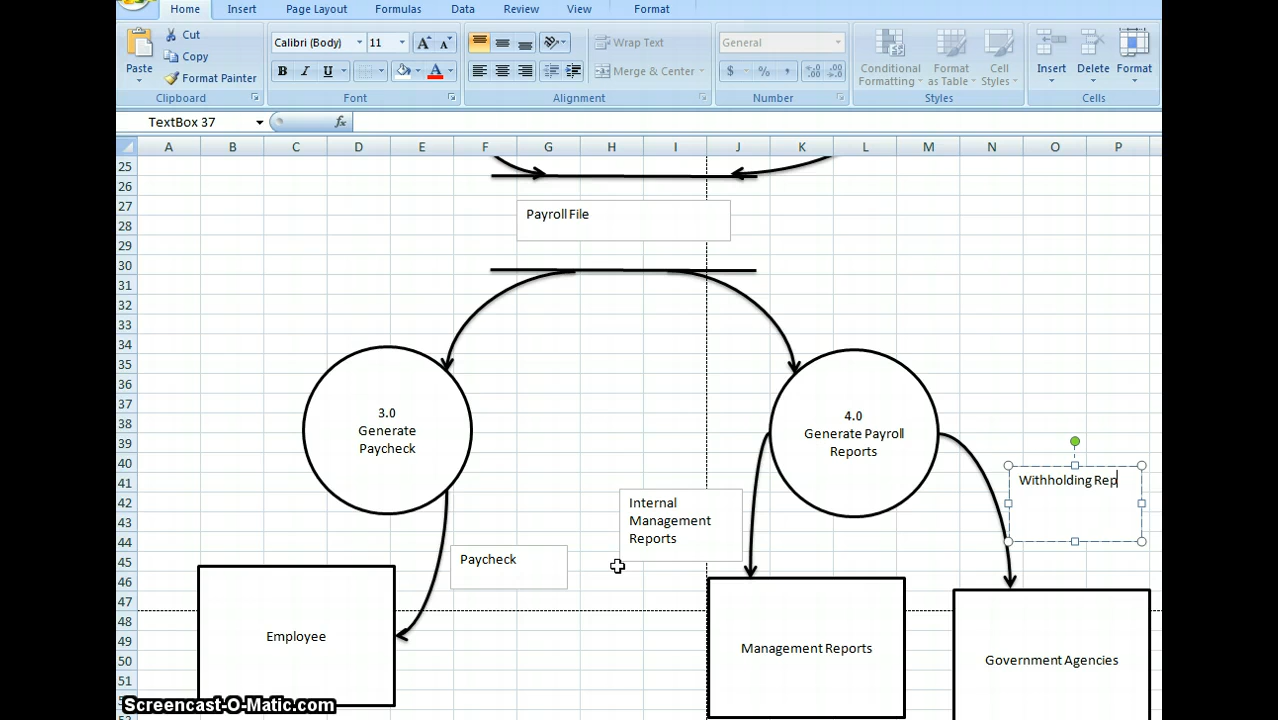 Home Insert Page Layout Formulas Data Review View Format
Paste
Cut
Copy
Format Painter
Clipboard
Calibri (Body) 11 A A
B I U A
Font
Wrap Text
Merge & Center
Alignment
General
$ % , .0 .00 .00 .0
Number
Conditional Formatting
Format as Table
Cell Styles
Styles
Insert Delete Format
Cells
TextBox 37 fx
A B C D E F G H I J K L M N O P
25
26
27
28
29
30
31
32
33
34
35
36
37
38
39
40
41
42
43
44
45
46
47
48
49
50
51
Payroll File
3.0
Generate
Paycheck
4.0
Generate Payroll
Reports
Withholding Rep
Internal
Management
Reports
Paycheck
Employee
Management Reports
Government Agencies
Screencast-O-Matic.com